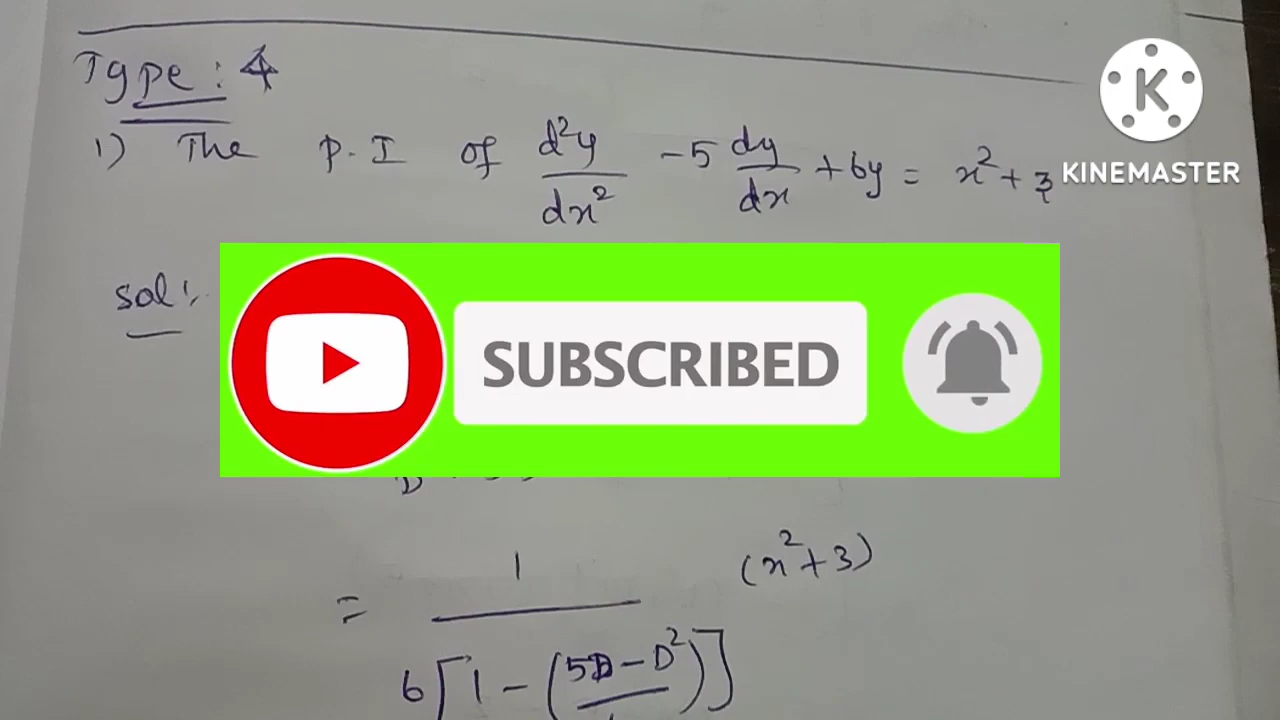 Type: 4
1) The P.I of d²y/dx² -5 dy/dx + 6y = x² + 3
KINEMASTER
Sol:-
SUBSCRIBED
= 1 (x²+3)
6[1 - (5D - D²)]